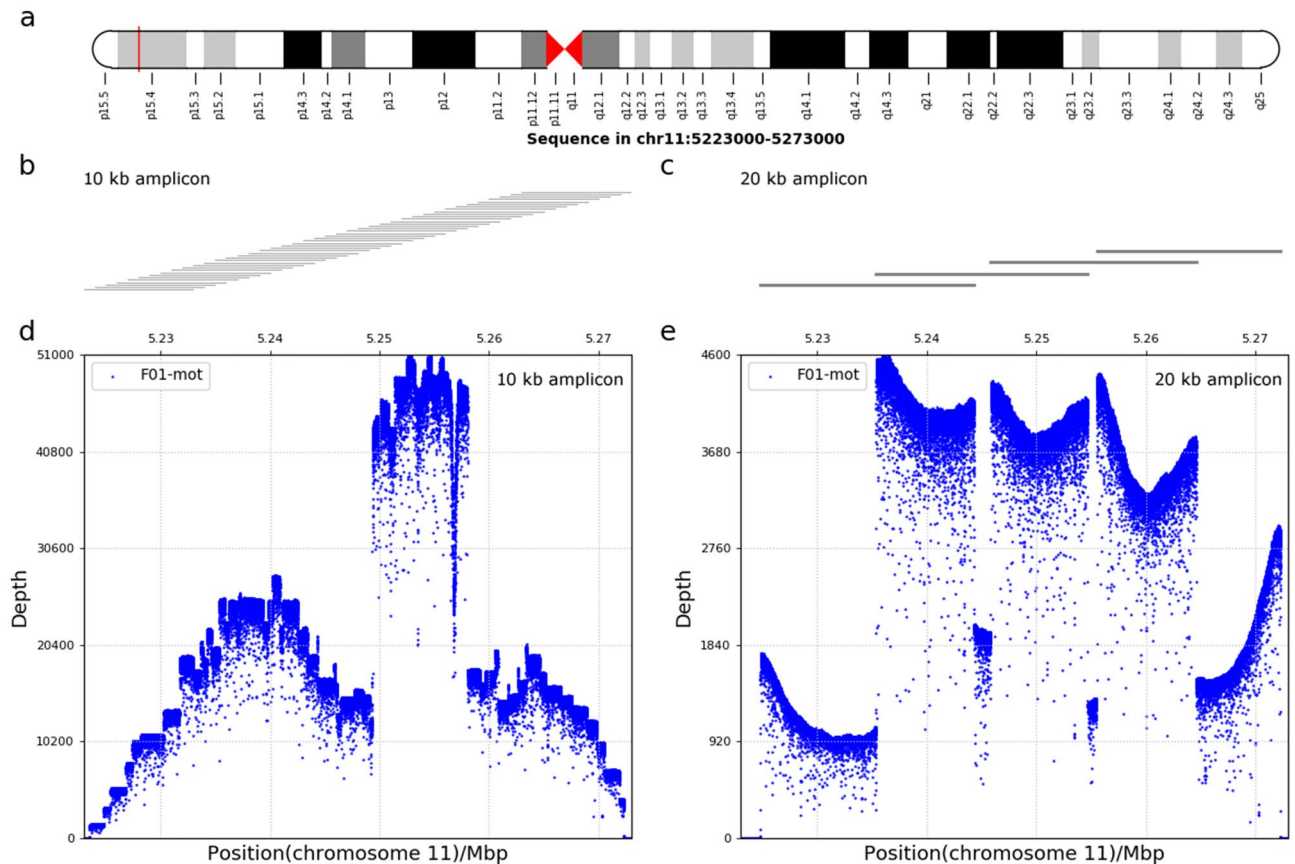 a
p15.5 p15.4 p15.3 p15.2 p15.1 p14.3 p14.2 p14.1 p13 p12 p11.2 p11.12 p11.11 q11 q12.1 q12.2 q12.3 q13.1 q13.2 q13.3 q13.4 q13.5 q14.1 q14.2 q14.3 q21 q22.1 q22.2 q22.3 q23.1 q23.2 q23.3 q24.1 q24.2 q24.3 q25
Sequence in chr11:5223000-5273000
b
10 kb amplicon
c
20 kb amplicon
d
5.23 5.24 5.25 5.26 5.27
51000
40800
30600
20400
10200
0
Depth
F01-mot
10 kb amplicon
e
5.23 5.24 5.25 5.26 5.27
4600
3680
2760
1840
920
0
Depth
F01-mot
20 kb amplicon
Position(chromosome 11)/Mbp
Position(chromosome 11)/Mbp